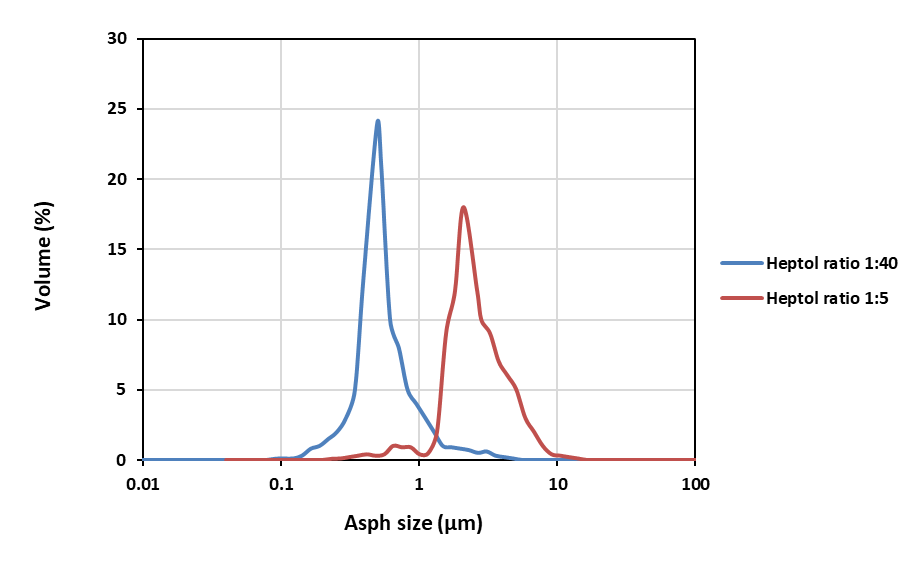 30
25
20
15
10
5
0
Volume (%)
0.01 0.1 1 10 100
Asph size (μm)
Heptol ratio 1:40
Heptol ratio 1:5